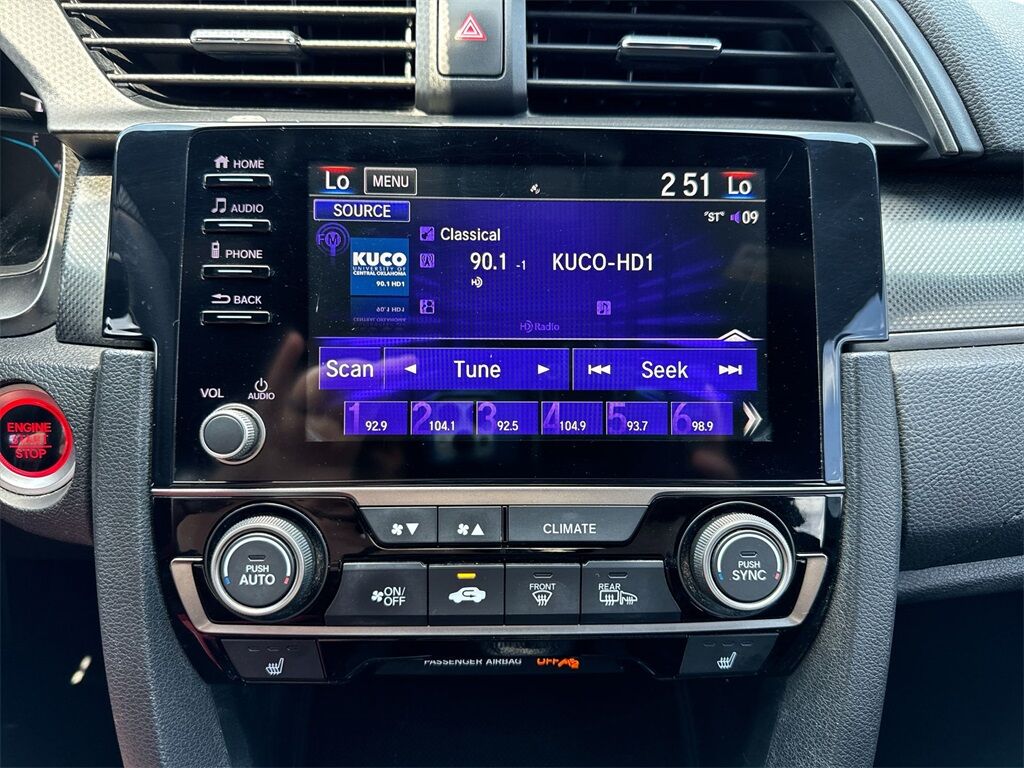 F
HOME
AUDIO
PHONE
BACK
VOL
AUDIO
ENGINE
START
STOP
Lo MENU 2 51 Lo
SOURCE "ST" 09
FM
Classical
KUCO
UNIVERSITY OF
CENTRAL OKLAHOMA
90.1 HD1
90.1 -1 KUCO-HD1
HD
HD Radio
Scan Tune Seek
1 92.9 2 104.1 3 92.5 4 104.9 5 93.7 6 98.9
CLIMATE
PUSH
AUTO
PUSH
SYNC
ON/
OFF
FRONT
REAR
PASSENGER AIRBAG OFF